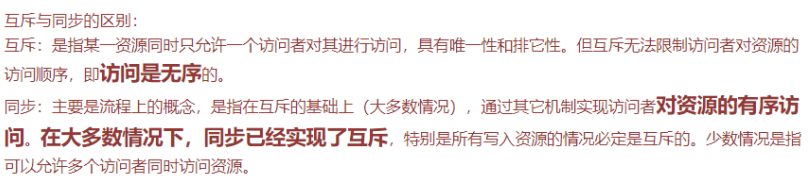 互斥与同步的区别：
互斥：是指某一资源同时只允许一个访问者对其进行访问，具有唯一性和排它性。但互斥无法限制访问者对资源的
访问顺序，即访问是无序的。
同步：主要是流程上的概念，是指在互斥的基础上（大多数情况），通过其它机制实现访问者对资源的有序访
问。在大多数情况下，同步已经实现了互斥，特别是所有写入资源的情况必定是互斥的。少数情况是指
可以允许多个访问者同时访问资源。